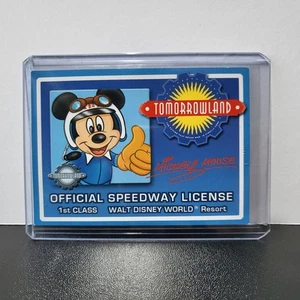 TOMORROWLAND
Mickey Mouse
OFFICIAL SPEEDWAY LICENSE
1st CLASS WALT DISNEY WORLD® Resort